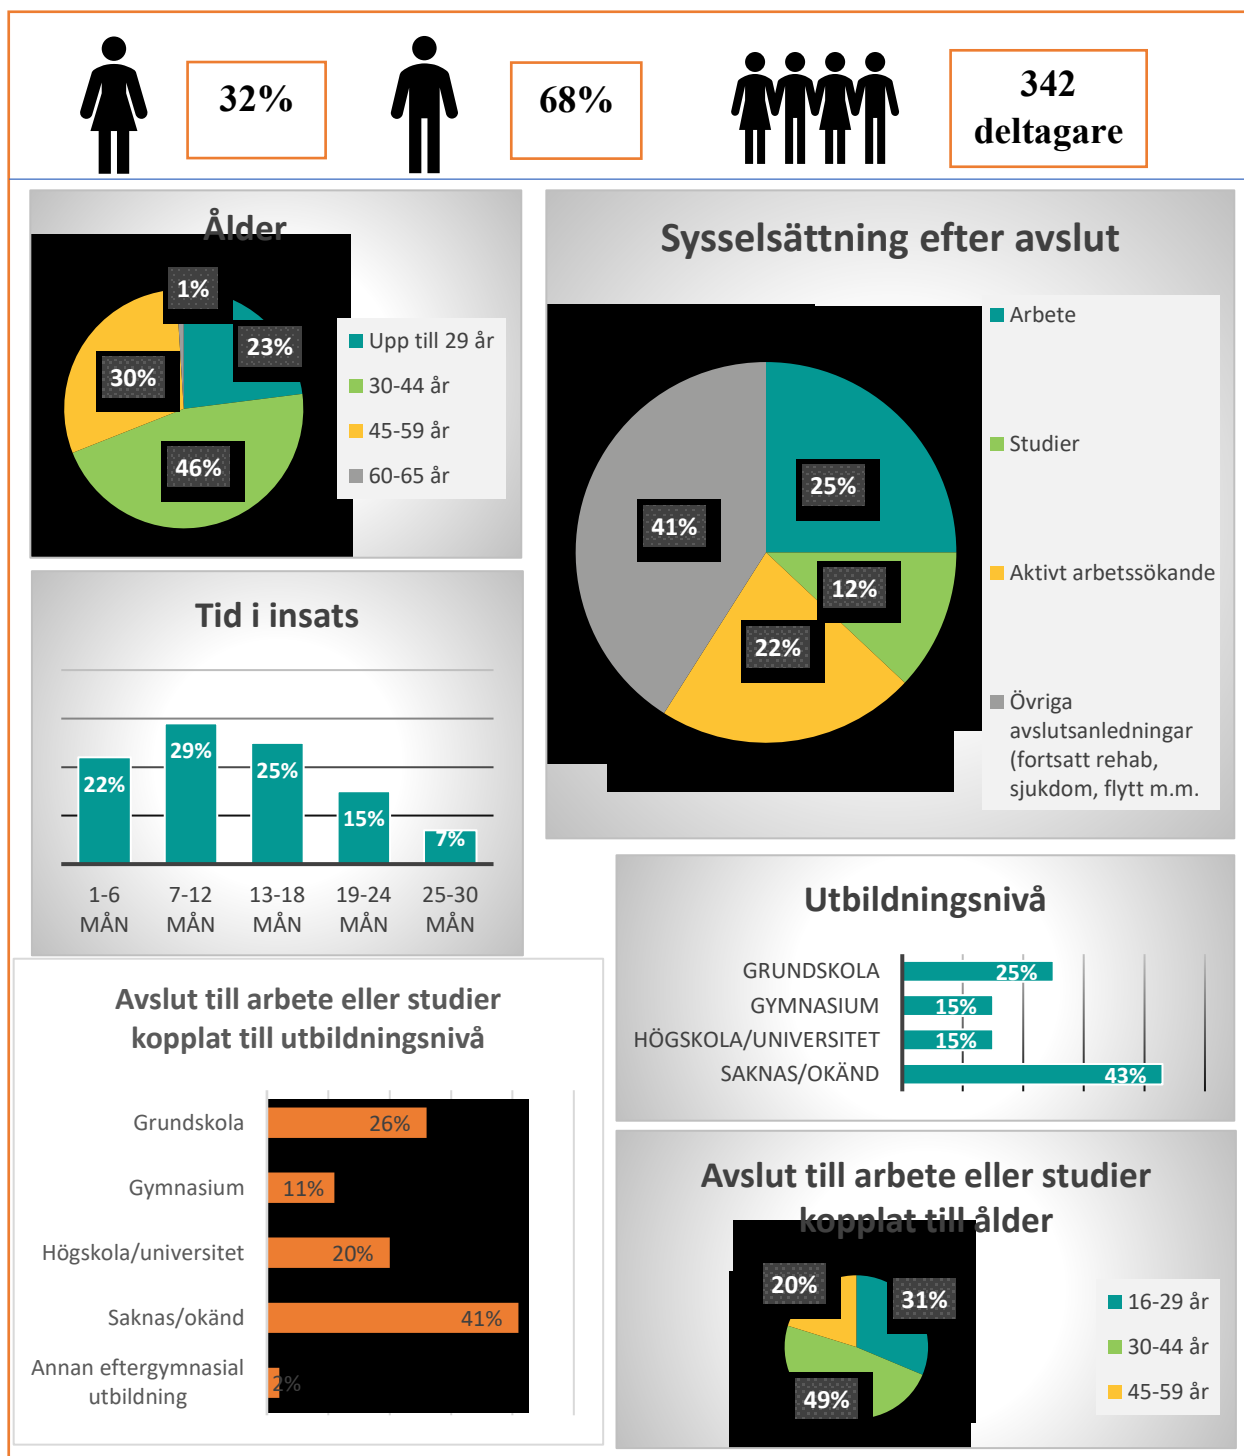 32%
68%
342
deltagare
Ålder
1%
23%
30%
46%
Upp till 29 år
30-44 år
45-59 år
60-65 år
Sysselsättning efter avslut
25%
41%
12%
22%
Arbete
Studier
Aktivt arbetssökande
Övriga
avslutsanledningar
(fortsatt rehab,
sjukdom, flytt m.m.
Tid i insats
22%
29%
25%
15%
7%
1-6
MÅN
7-12
MÅN
13-18
MÅN
19-24
MÅN
25-30
MÅN
Utbildningsnivå
GRUNDSKOLA
25%
GYMNASIUM
15%
HÖGSKOLA/UNIVERSITET
15%
SAKNAS/OKÄND
43%
Avslut till arbete eller studier
kopplat till utbildningsnivå
Grundskola
26%
Gymnasium
11%
Högskola/universitet
20%
Saknas/okänd
41%
Annan eftergymnasial
utbildning
2%
Avslut till arbete eller studier
kopplat till ålder
20%
31%
49%
16-29 år
30-44 år
45-59 år